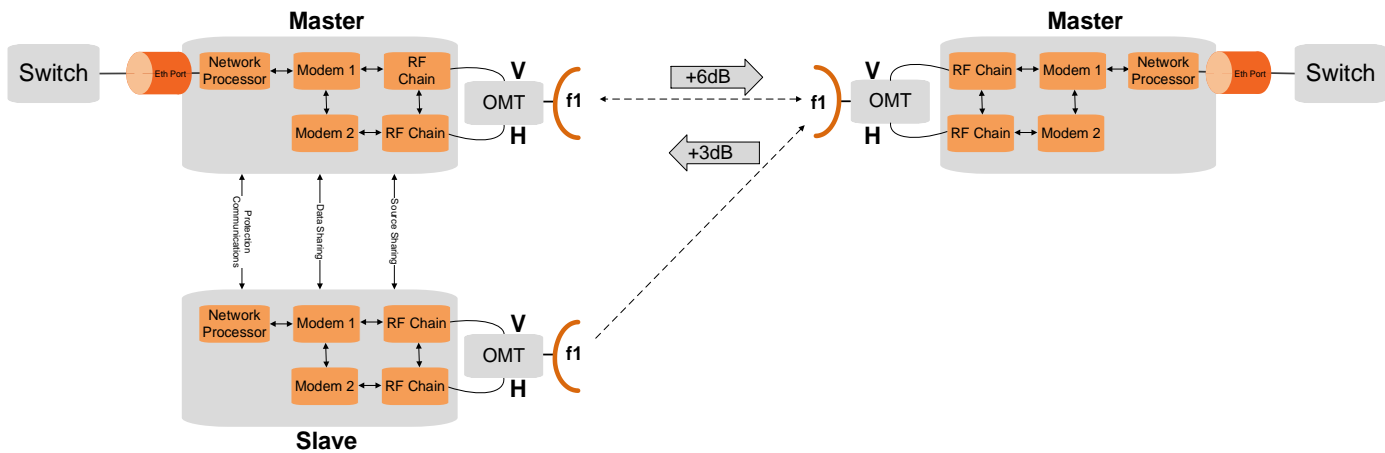 Master
Master
Switch
Eth Port
Network
Processor
Modem 1
RF
Chain
Modem 2
RF Chain
V
OMT
H
f1
+6dB
+3dB
f1
V
OMT
H
RF Chain
Modem 1
Network
Processor
RF Chain
Modem 2
Eth Port
Switch
Protection
Communications
Data Sharing
Source Sharing
Network
Processor
Modem 1
RF Chain
Modem 2
RF Chain
V
OMT
H
f1
Slave